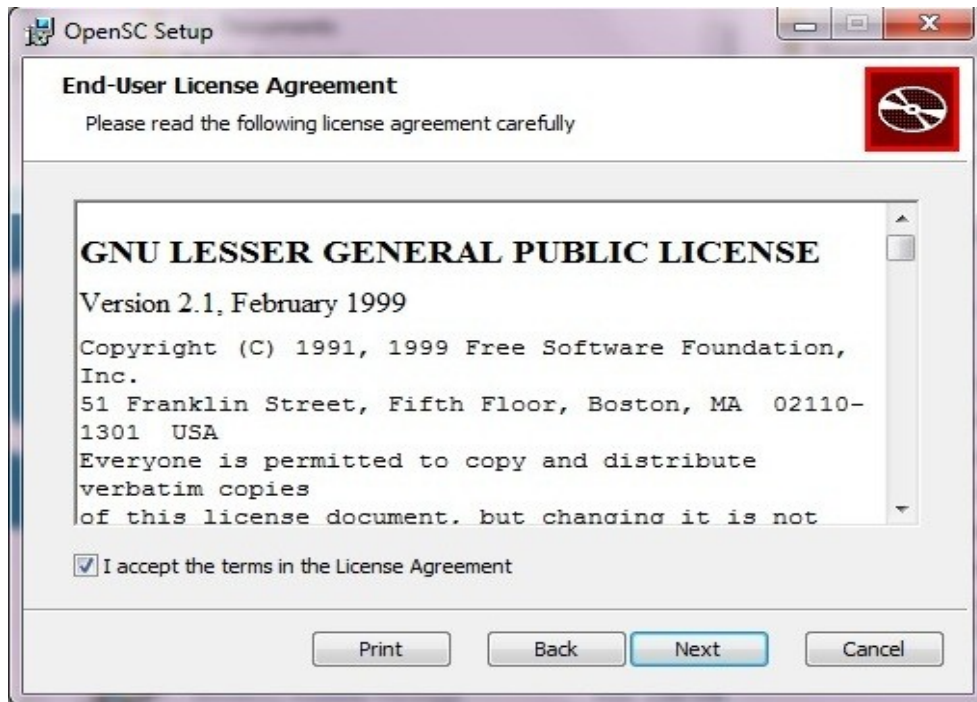 OpenSC Setup
End-User License Agreement
Please read the following license agreement carefully
GNU LESSER GENERAL PUBLIC LICENSE
Version 2.1, February 1999
Copyright (C) 1991, 1999 Free Software Foundation,
Inc.
51 Franklin Street, Fifth Floor, Boston, MA  02110-
1301  USA
Everyone is permitted to copy and distribute
verbatim copies
of this license document, but changing it is not
I accept the terms in the License Agreement
Print Back Next Cancel